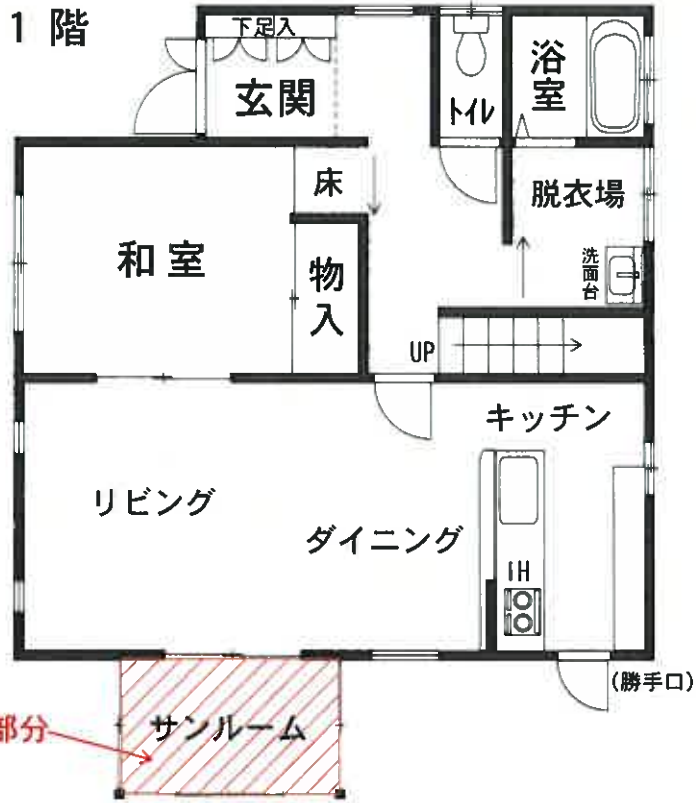 1 階
下足入
玄関
トイレ
浴室
床
脱衣場
和室
物入
洗面台
UP
キッチン
リビング
ダイニング
IH
(勝手口)
部分
サンルーム